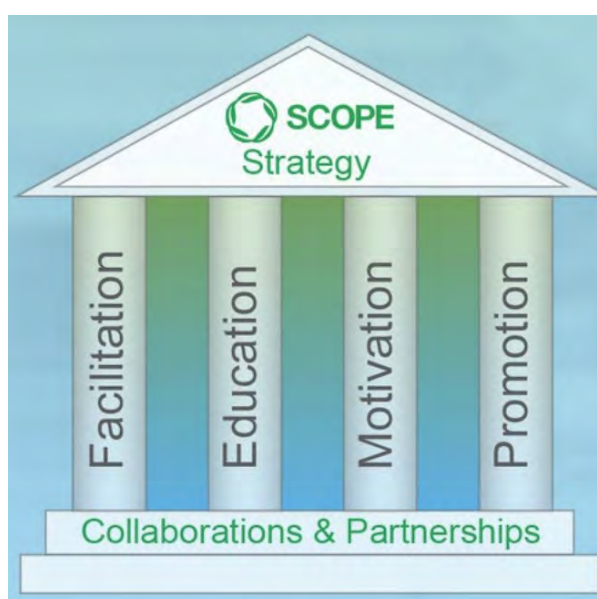 SCOPE
Strategy
Facilitation
Education
Motivation
Promotion
Collaborations & Partnerships